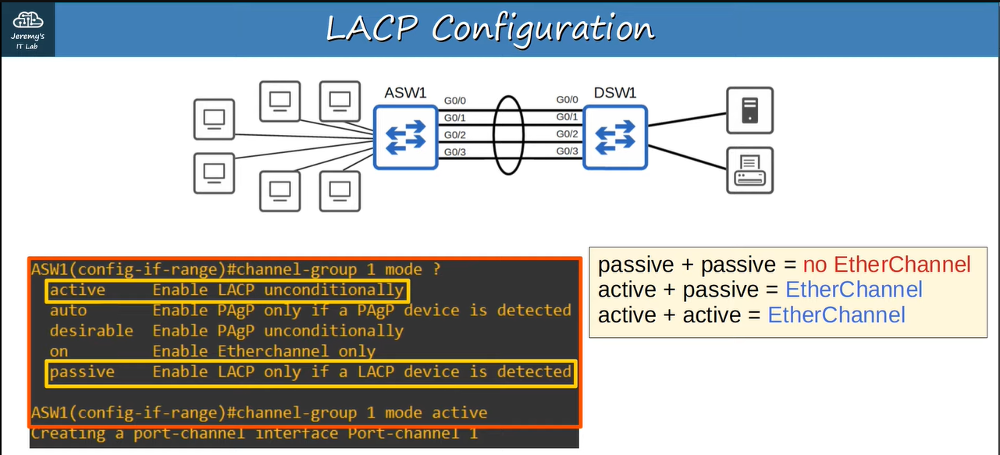 Jeremy's
IT Lab
LACP Configuration
ASW1
DSW1
G0/0
G0/1
G0/2
G0/3
G0/0
G0/1
G0/2
G0/3
ASW1(config-if-range)#channel-group 1 mode ?
active Enable LACP unconditionally
auto Enable PAgP only if a PAgP device is detected
desirable Enable PAgP unconditionally
on Enable Etherchannel only
passive Enable LACP only if a LACP device is detected
ASW1(config-if-range)#channel-group 1 mode active
Creating a port-channel interface Port-channel 1
passive + passive = no EtherChannel
active + passive = EtherChannel
active + active = EtherChannel